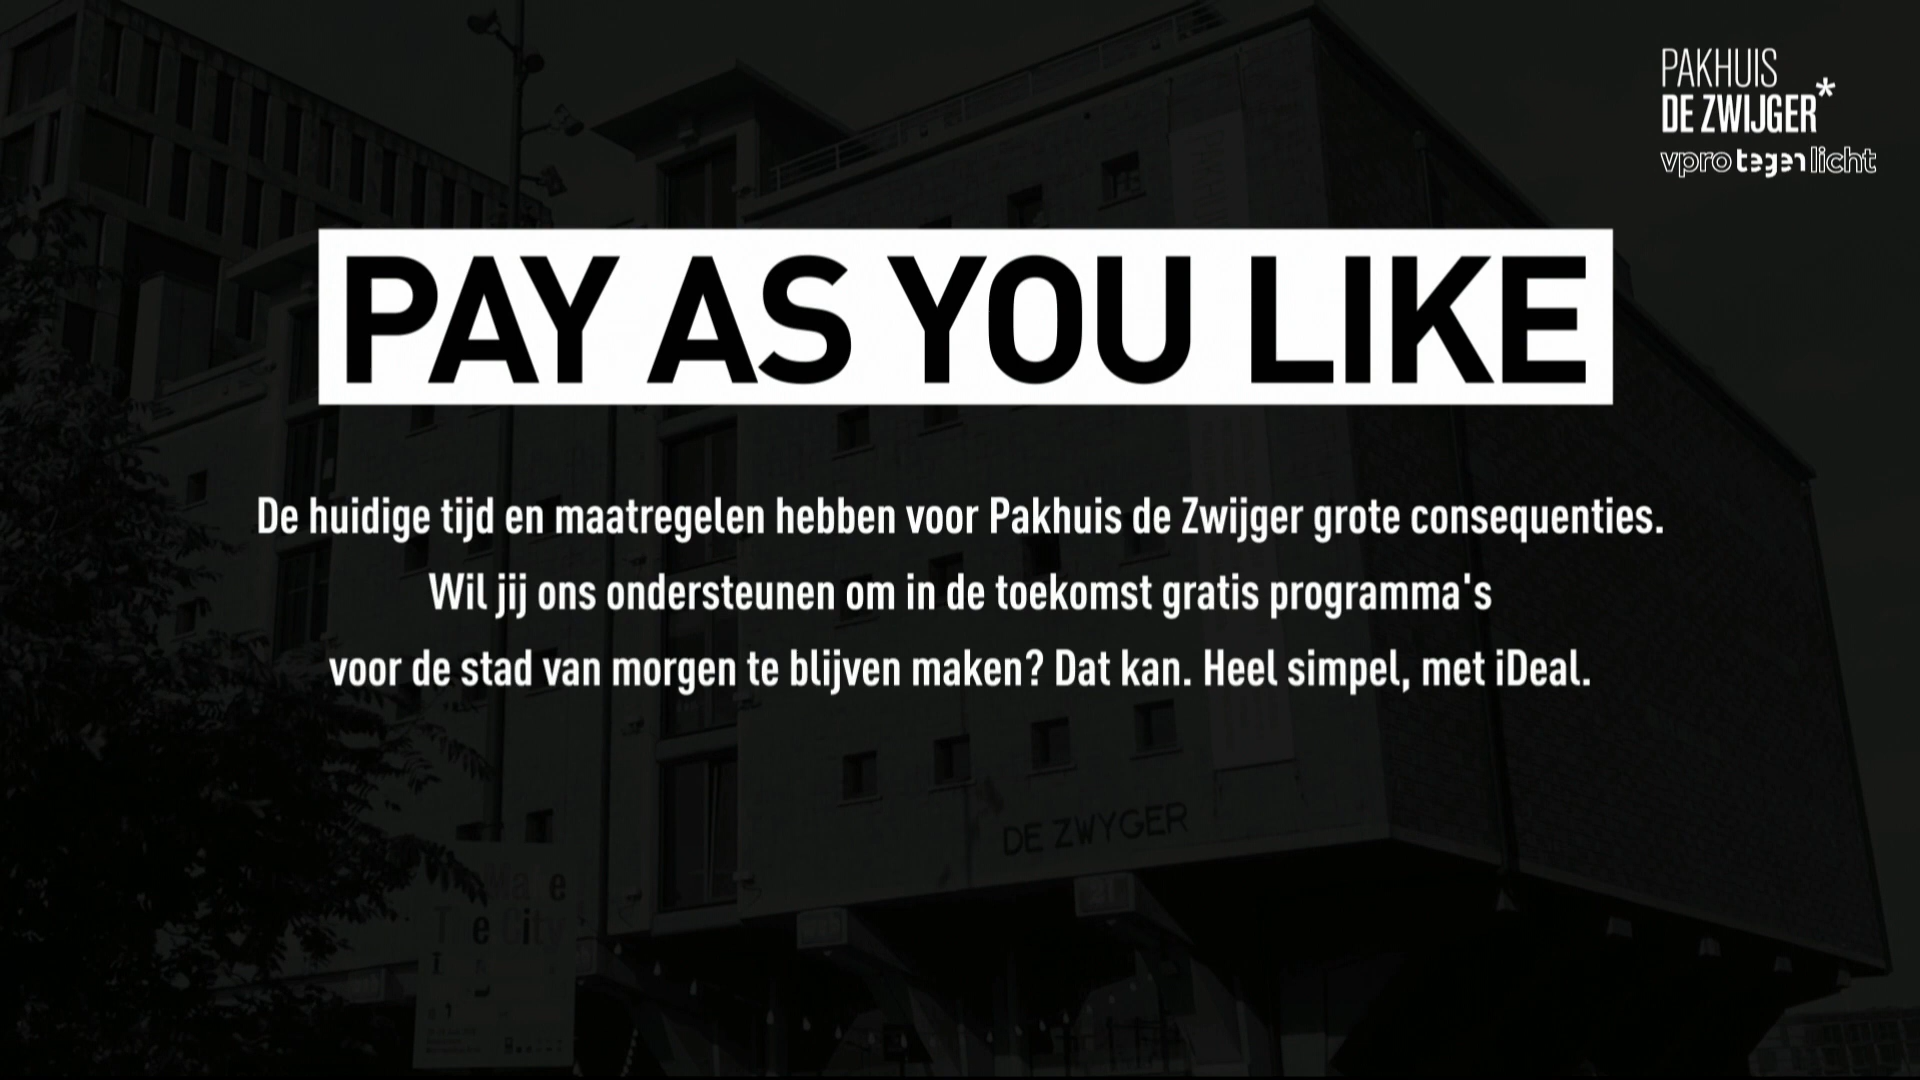 PAKHUIS
DE ZWIJGER*
vpro tegenlicht
PAY AS YOU LIKE
De huidige tijd en maatregelen hebben voor Pakhuis de Zwijger grote consequenties.
Wil jij ons ondersteunen om in de toekomst gratis programma's
voor de stad van morgen te blijven maken? Dat kan. Heel simpel, met iDeal.
DE ZWYGER
The City